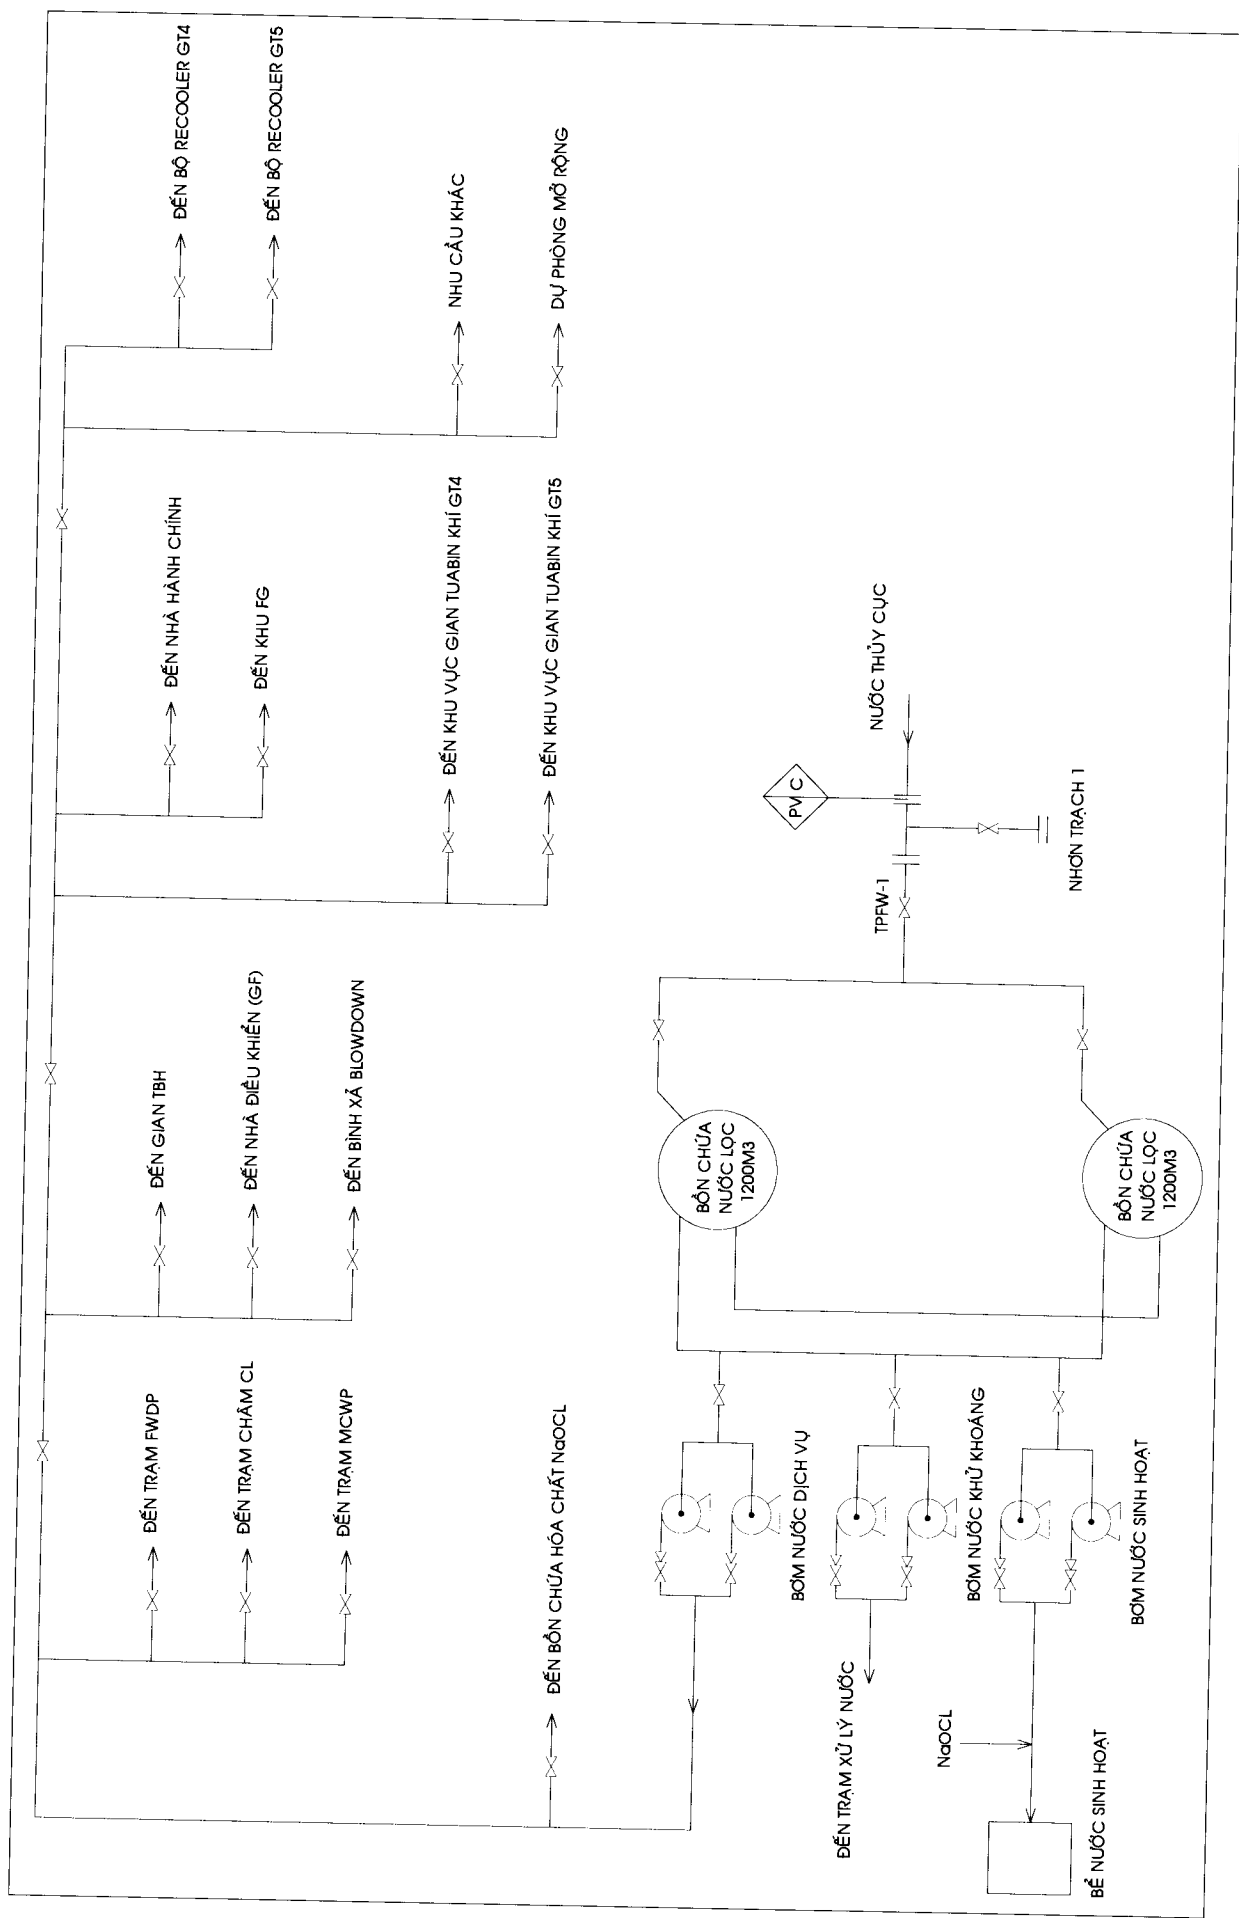 ĐẾN TRẠM FWDP
ĐẾN TRẠM CHÂM CL
ĐẾN TRẠM MCWP
ĐẾN GIAN TBH
ĐẾN NHÀ ĐIỀU KHIỂN (GF)
ĐẾN BÌNH XẢ BLOWDOWN
ĐẾN NHÀ HÀNH CHÍNH
ĐẾN KHU FG
ĐẾN KHU VỰC GIAN TUABIN KHÍ GT4
ĐẾN KHU VỰC GIAN TUABIN KHÍ GT5
ĐẾN BỘ RECOOLER GT4
ĐẾN BỘ RECOOLER GT5
NHU CẦU KHÁC
DỰ PHÒNG MỞ RỘNG
ĐẾN BỒN CHỨA HÓA CHẤT NaOCL
BƠM NƯỚC DỊCH VỤ
BỒN CHỨA
NƯỚC LỌC
1200M3
PV C
NƯỚC THỦY CỤC
TPFW-1
NHƠN TRẠCH 1
ĐẾN TRẠM XỬ LÝ NƯỚC
BƠM NƯỚC KHỬ KHOÁNG
NaOCL
BỂ NƯỚC SINH HOẠT
BƠM NƯỚC SINH HOẠT
BỒN CHỨA
NƯỚC LỌC
1200M3